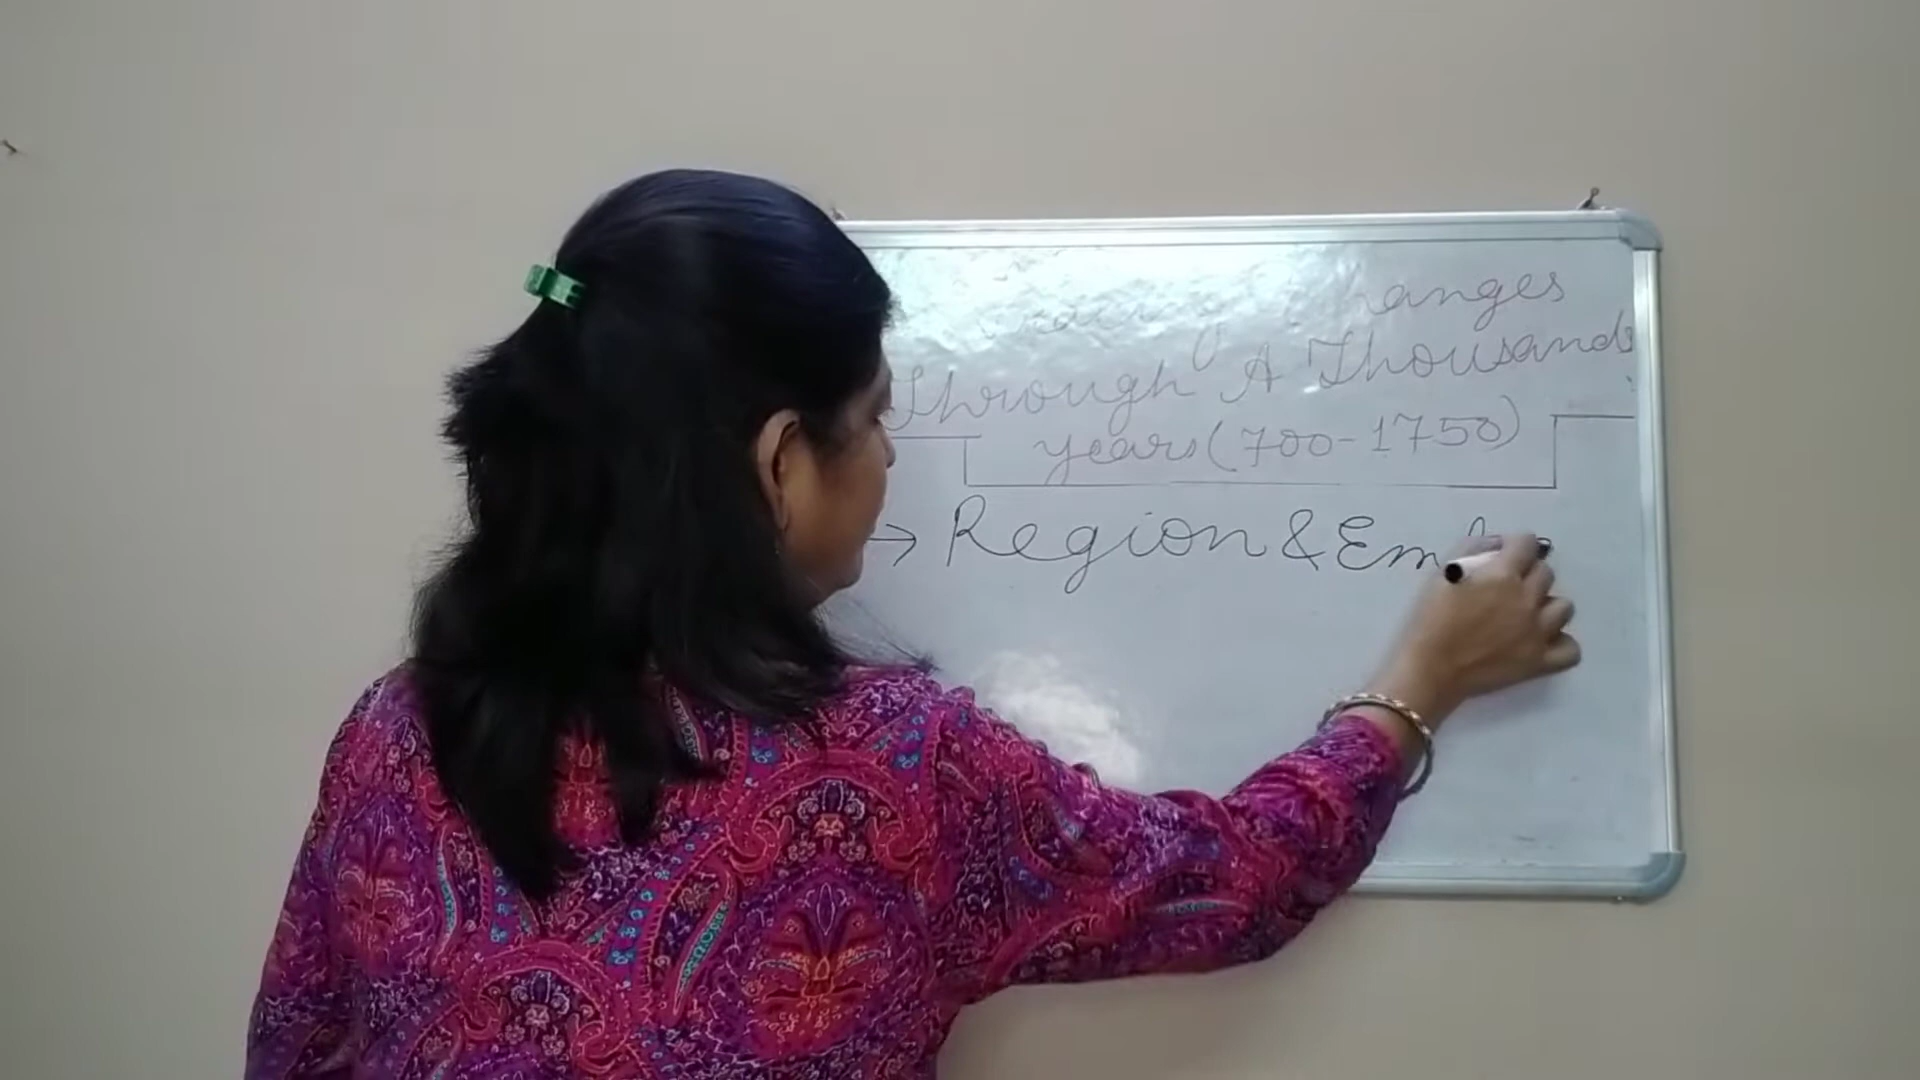 Changes
Through A Thousand
years (700-1750)
→ Region & Em